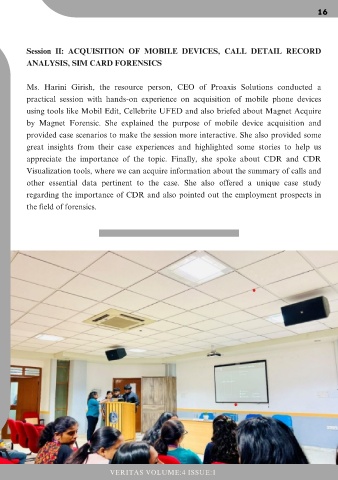 16
Session II: ACQUISITION OF MOBILE DEVICES, CALL DETAIL RECORD
ANALYSIS, SIM CARD FORENSICS
Ms. Harini Girish, the resource person, CEO of Proaxis Solutions conducted a
practical session with hands-on experience on acquisition of mobile phone devices
using tools like Mobil Edit, Cellebrite UFED and also briefed about Magnet Acquire
by Magnet Forensic. She explained the purpose of mobile device acquisition and
provided case scenarios to make the session more interactive. She also provided some
great insights from their case experiences and highlighted some stories to help us
appreciate the importance of the topic. Finally, she spoke about CDR and CDR
Visualization tools, where we can acquire information about the summary of calls and
other essential data pertinent to the case. She also offered a unique case study
regarding the importance of CDR and also pointed out the employment prospects in
the field of forensics.
VERITAS VOLUME:4 ISSUE:1